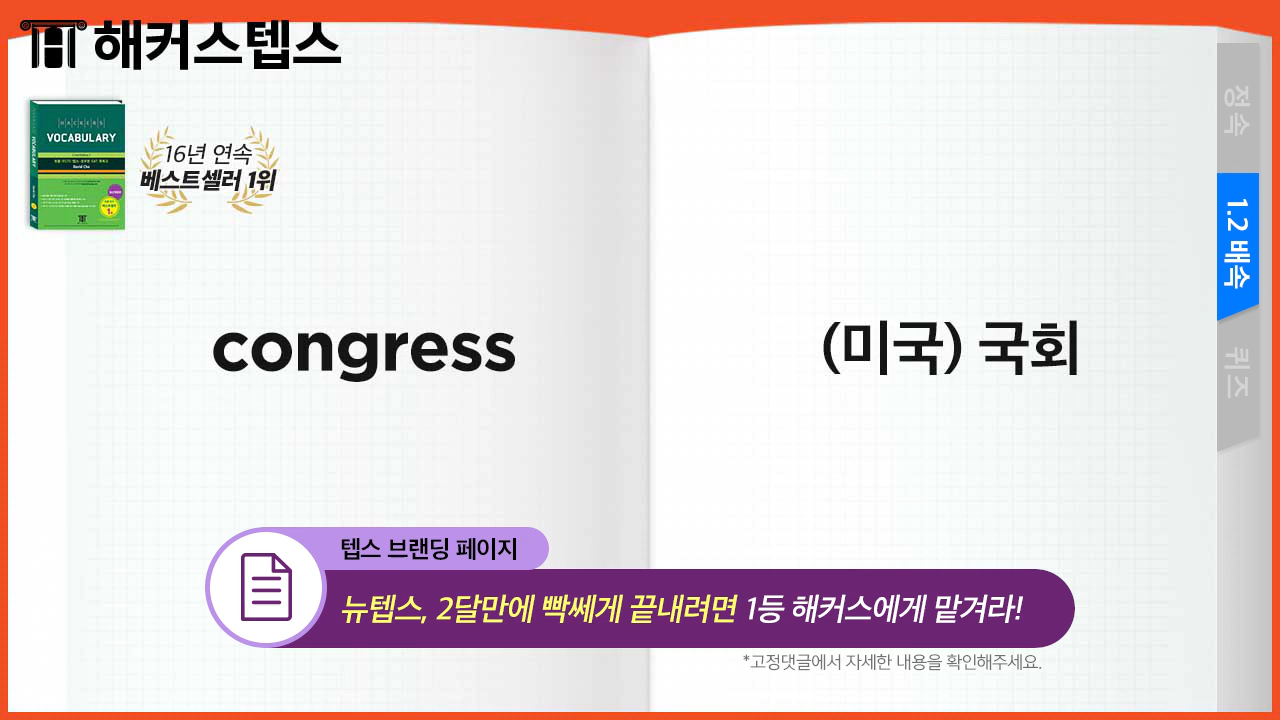 해커스텝스
HACKERS
VOCABULARY
David Cho
16년 연속
베스트셀러 1위
정속
1.2 배속
퀴즈
congress
(미국) 국회
텝스 브랜딩 페이지
뉴텝스, 2달만에 빡쎄게 끝내려면 1등 해커스에게 맡겨라!
*고정댓글에서 자세한 내용을 확인해주세요.